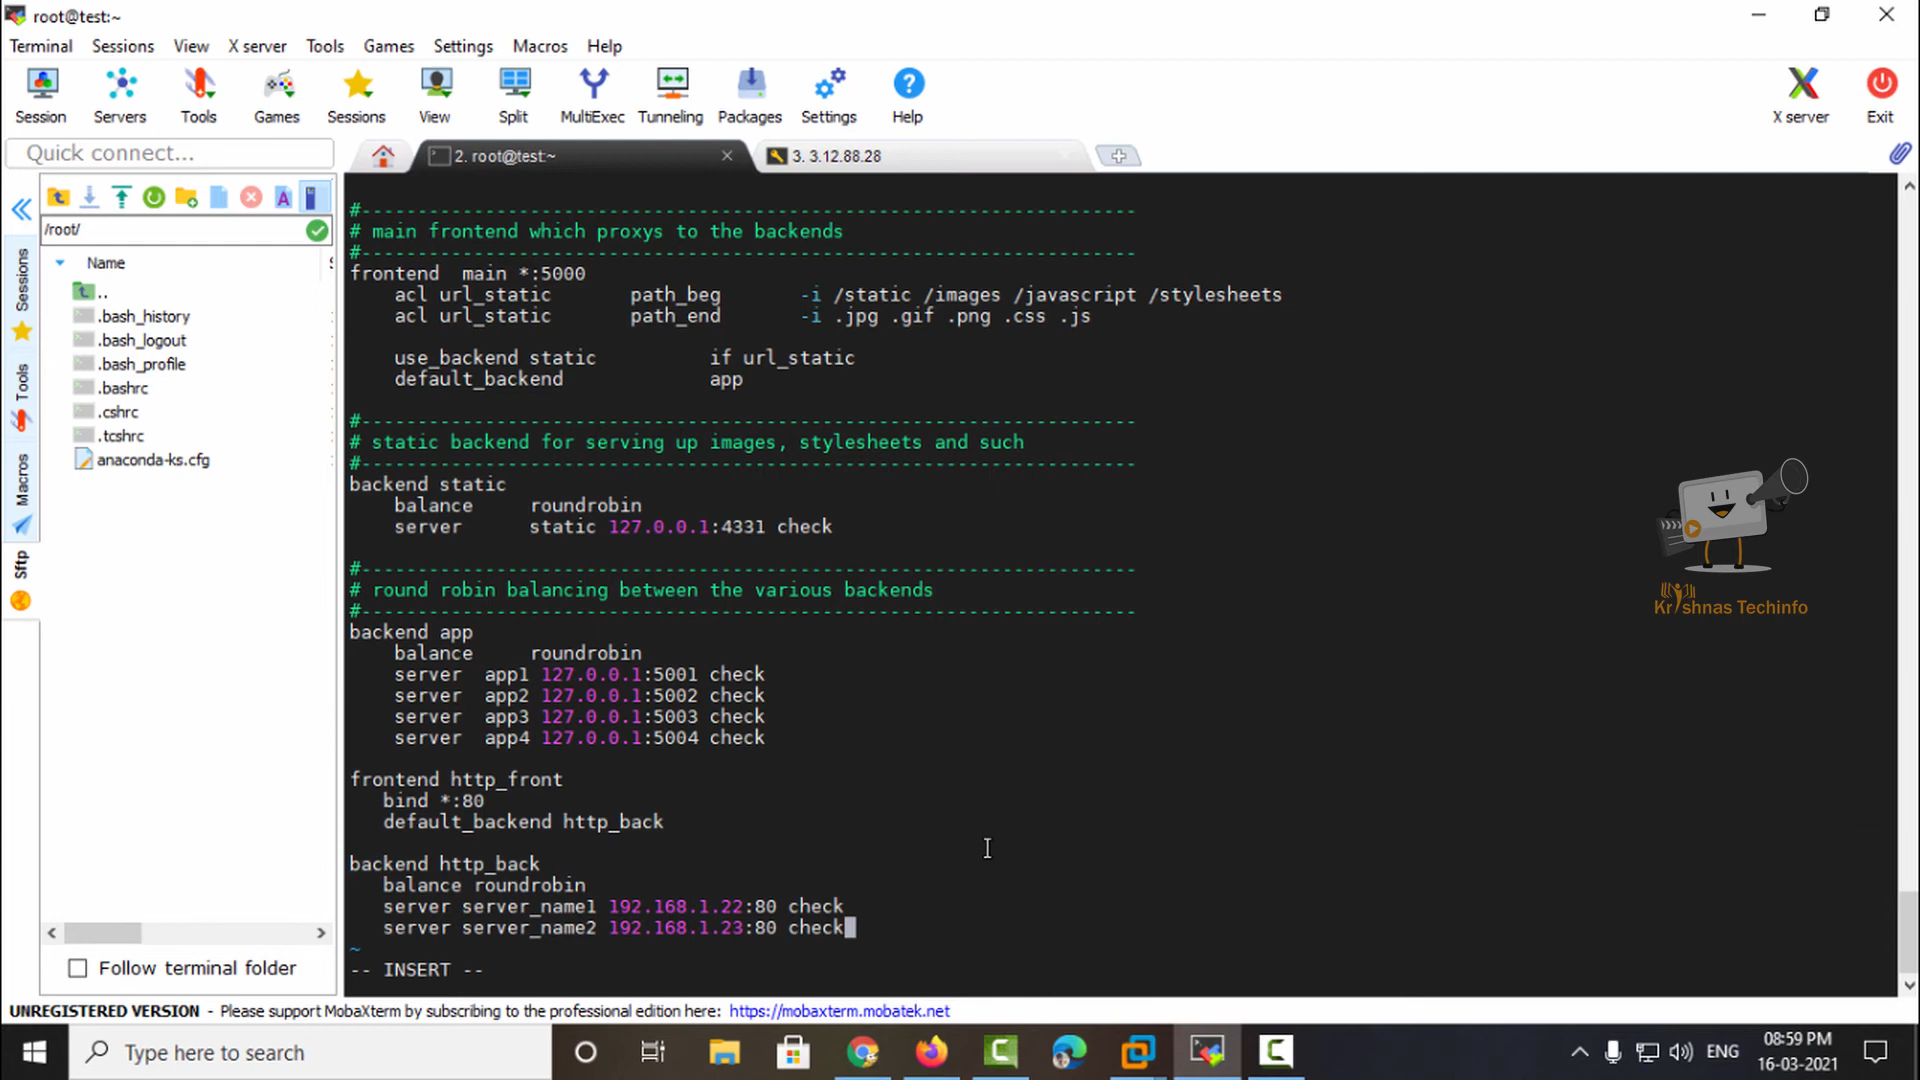 root@test:~
Terminal Sessions View X server Tools Games Settings Macros Help
Session Servers Tools Games Sessions View Split MultiExec Tunneling Packages Settings Help X server Exit
Quick connect...
2. root@test:~
3. 3.12.88.28
/root/
Name
..
.bash_history
.bash_logout
.bash_profile
.bashrc
.cshrc
.tcshrc
anaconda-ks.cfg
Sessions
Tools
Macros
Sftp
Follow terminal folder
#---------------------------------------------------------------------
# main frontend which proxys to the backends
#---------------------------------------------------------------------
frontend  main *:5000
    acl url_static       path_beg       -i /static /images /javascript /stylesheets
    acl url_static       path_end       -i .jpg .gif .png .css .js
    use_backend static          if url_static
    default_backend             app
#---------------------------------------------------------------------
# static backend for serving up images, stylesheets and such
#---------------------------------------------------------------------
backend static
    balance     roundrobin
    server      static 127.0.0.1:4331 check
#---------------------------------------------------------------------
# round robin balancing between the various backends
#---------------------------------------------------------------------
backend app
    balance     roundrobin
    server  app1 127.0.0.1:5001 check
    server  app2 127.0.0.1:5002 check
    server  app3 127.0.0.1:5003 check
    server  app4 127.0.0.1:5004 check
frontend http_front
   bind *:80
   default_backend http_back
backend http_back
   balance roundrobin
   server server_name1 192.168.1.22:80 check
   server server_name2 192.168.1.23:80 check
~
-- INSERT --
Krishnas Techinfo
UNREGISTERED VERSION - Please support MobaXterm by subscribing to the professional edition here: https://mobaxterm.mobatek.net
Type here to search
ENG
08:59 PM
16-03-2021